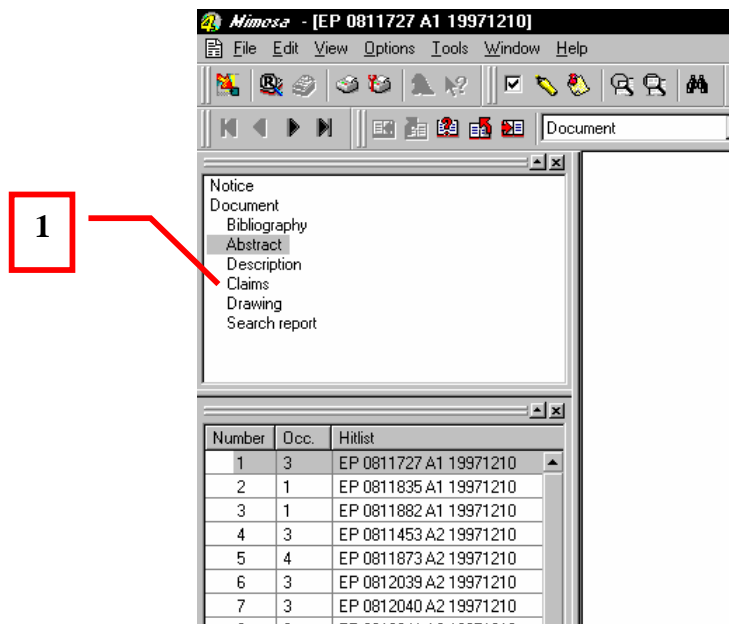 Mimosa - [EP 0811727 A1 19971210]
File Edit View Options Tools Window Help
Document
Notice
Document
Bibliography
Abstract
Description
Claims
Drawing
Search report
1
Number Occ. Hitlist
1 3 EP 0811727 A1 19971210
2 1 EP 0811835 A1 19971210
3 1 EP 0811882 A1 19971210
4 3 EP 0811453 A2 19971210
5 4 EP 0811873 A2 19971210
6 3 EP 0812039 A2 19971210
7 3 EP 0812040 A2 19971210